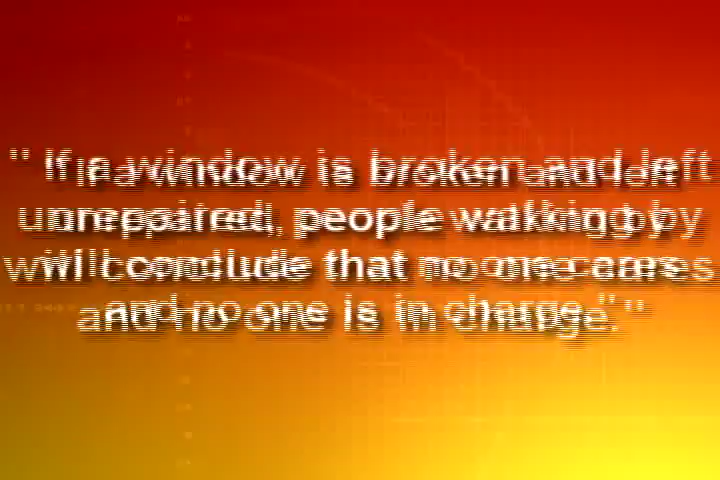 " If a window is broken and left
unrepaired, people walking by
will conclude that no one cares
and no one is in charge."